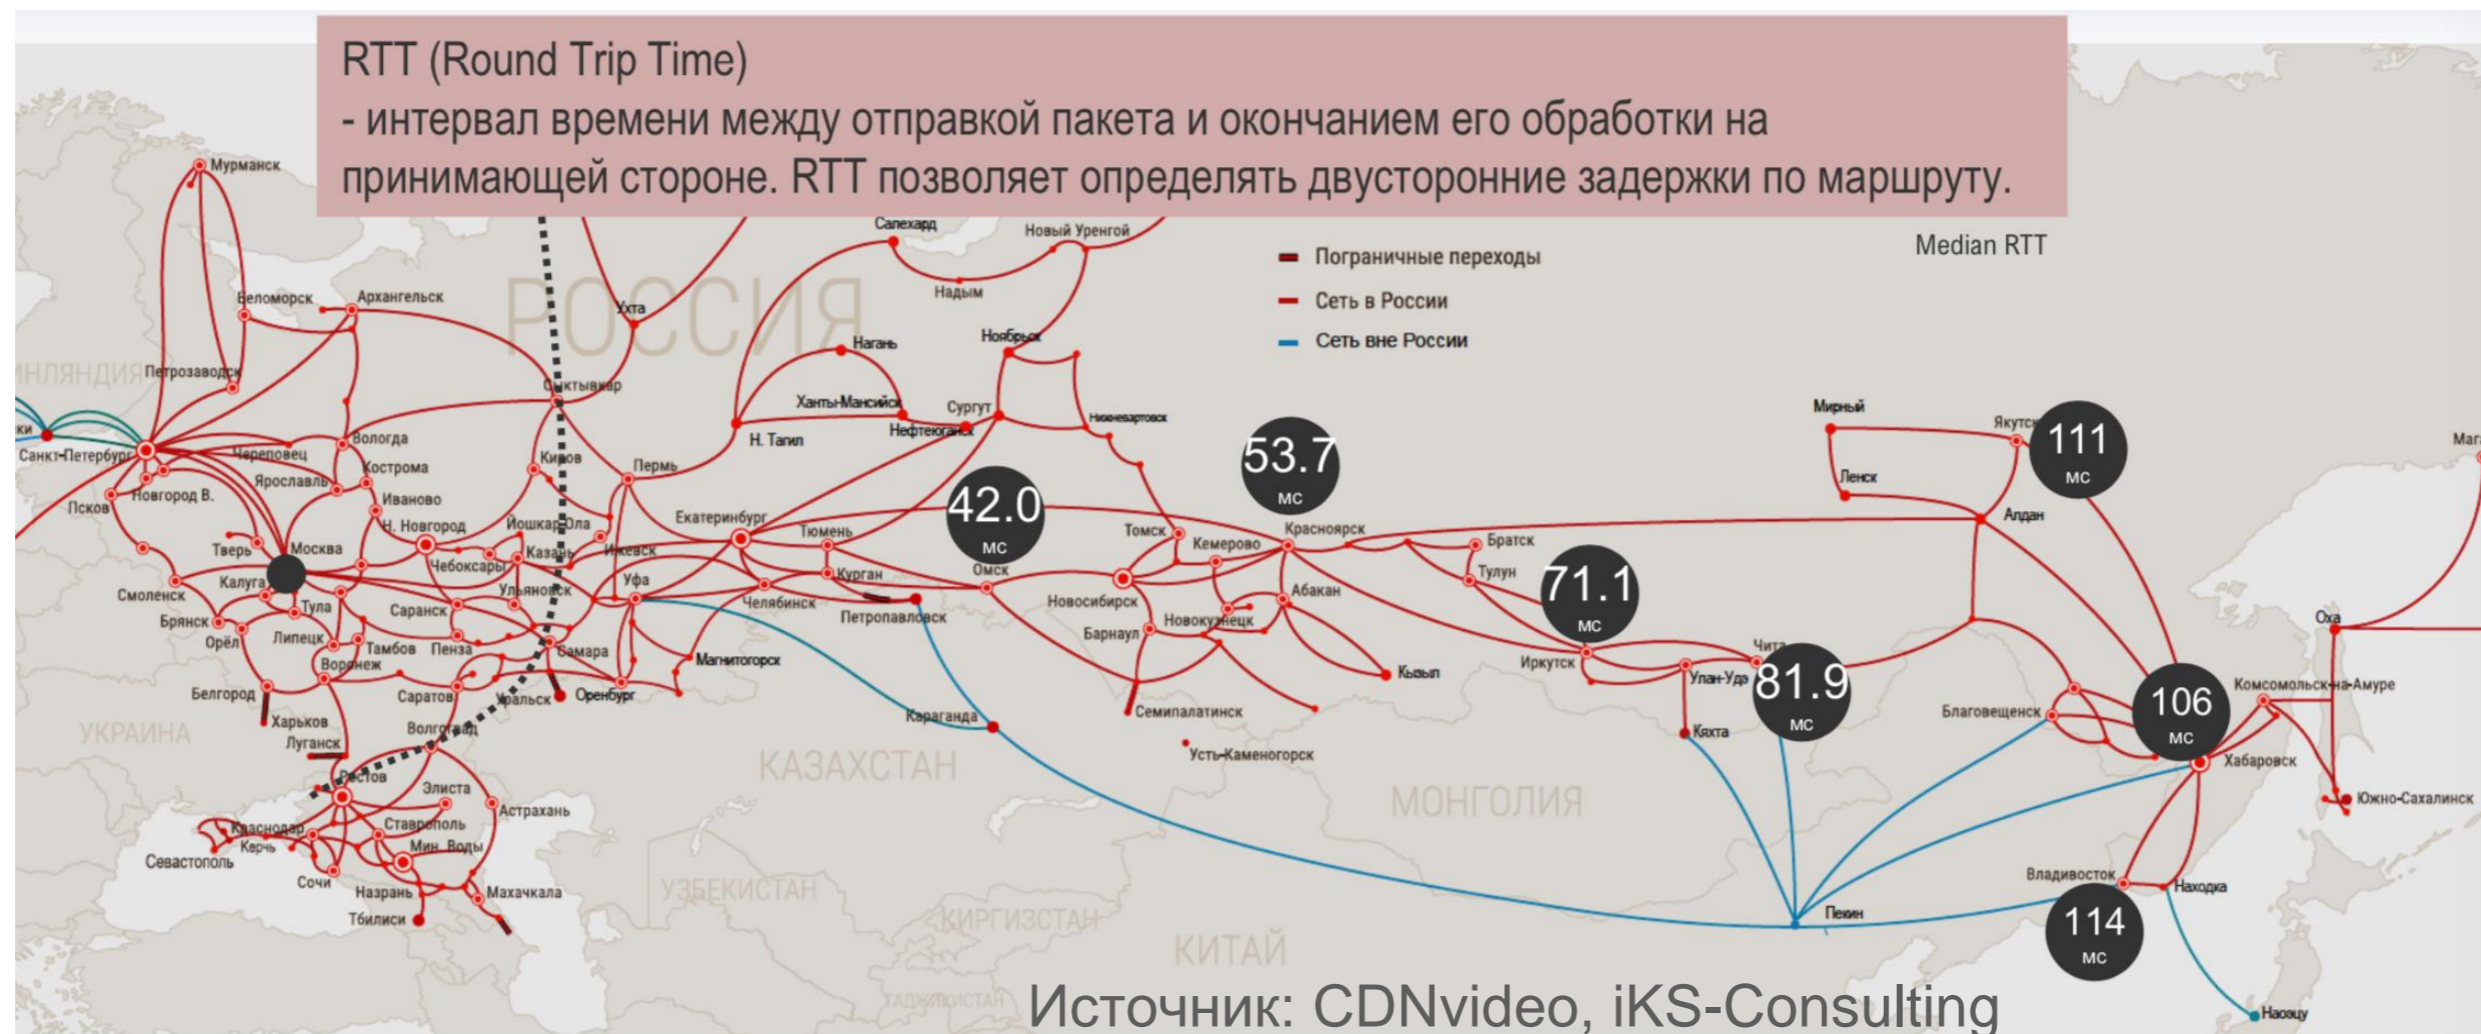 RTT (Round Trip Time)
- интервал времени между отправкой пакета и окончанием его обработки на
принимающей стороне. RTT позволяет определять двусторонние задержки по маршруту.
Median RTT
Пограничные переходы
Сеть в России
Сеть вне России
РОССИЯ
Мурманск
Салехард
Новый Уренгой
Надым
Беломорск
Архангельск
Ухта
Нагань
Ноябрьск
ИНЛЯНДИЯ
Петрозаводск
Сыктывкар
Ханты-Мансийск
Сургут
Нефтеюганск
Нижневартовск
Н. Тагил
53.7
мс
Мирный
Якутск
111
мс
Мага
ки
Санкт-Петербург
Череповец
Вологда
Кострома
Ярославль
Иваново
Киров
Пермь
Ленск
Новгород В.
Псков
Н. Новгород
Йошкар-Ола
Екатеринбург
Тюмень
42.0
мс
Томск
Кемерово
Красноярск
Братск
Алдан
Тверь
Москва
Чебоксары
Казань
Ижевск
Калуга
Смоленск
Тула
Саранск
Ульяновск
Уфа
Челябинск
Курган
Омск
Петропавловск
Новосибирск
Новокузнецк
Абакан
Тулун
71.1
мс
Брянск
Орёл
Липецк
Тамбов
Пенза
Самара
Магнитогорск
Барнаул
Кызып
Иркутск
Улан-Удэ
Чита
81.9
мс
Оха
Воронеж
Белгород
Саратов
Уральск
Оренбург
Семипалатинск
Кяхта
Благовещенск
106
мс
Комсомольск-на-Амуре
Хабаровск
УКРАИНА
Харьков
Луганск
Волгоград
Караганда
КАЗАХСТАН
Усть-Каменогорск
МОНГОЛИЯ
Южно-Сахалинск
Ростов
Элиста
Астрахань
Краснодар
Ставрополь
Керчь
Мин. Воды
Севастополь
Сочи
Назрань
Махачкала
Тбилиси
УЗБЕКИСТАН
КИРГИЗСТАН
КИТАЙ
Пекин
Владивосток
Находка
114
мс
ТАДЖИКИСТАН
Наоэцу
Источник: CDNvideo, iKS-Consulting